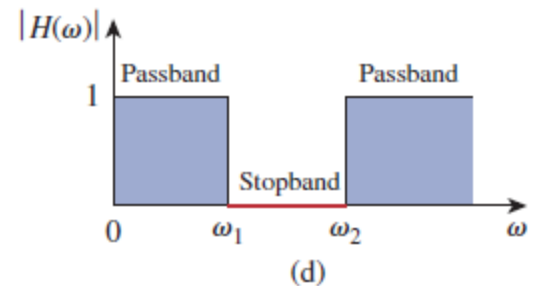 |H(ω)|
Passband Passband
1
Stopband
0 ω₁ ω₂ ω
(d)